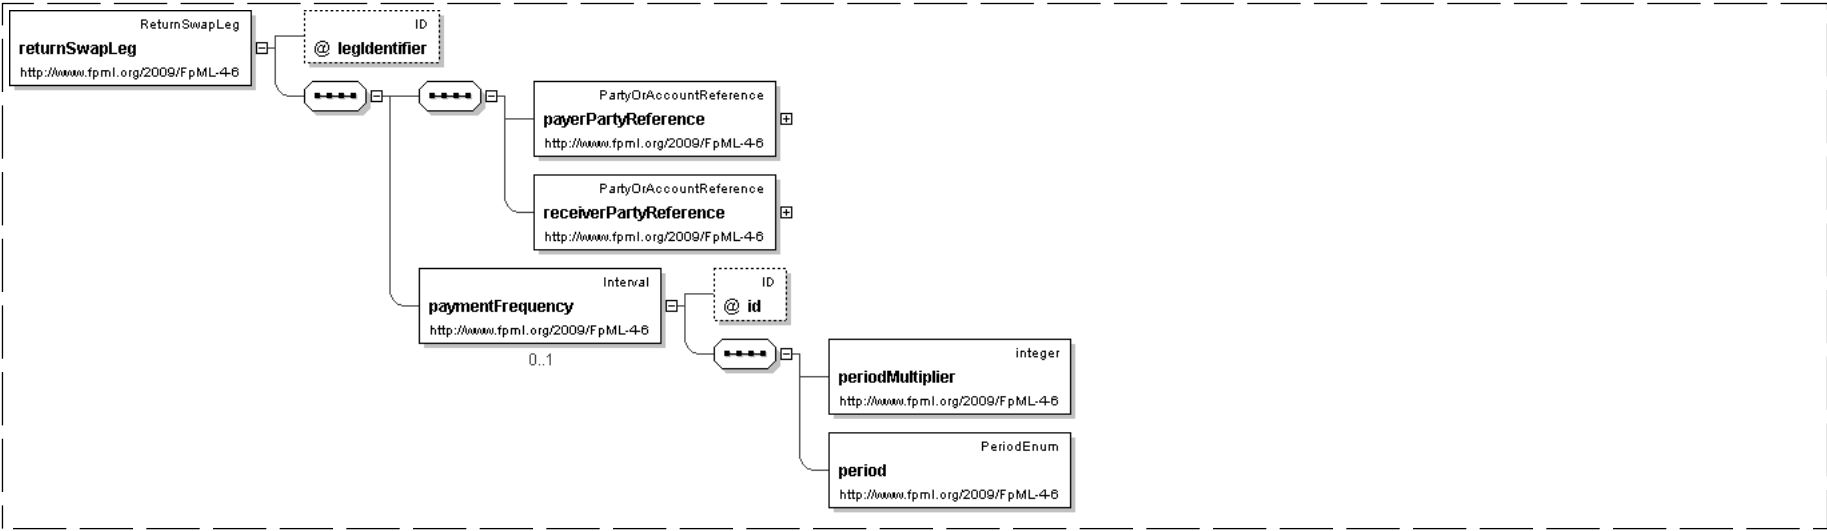 ReturnSwapLeg
returnSwapLeg
http://www.fpml.org/2009/FpML-4-6
ID
@ legIdentifier
PartyOrAccountReference
payerPartyReference
http://www.fpml.org/2009/FpML-4-6
PartyOrAccountReference
receiverPartyReference
http://www.fpml.org/2009/FpML-4-6
Interval
paymentFrequency
http://www.fpml.org/2009/FpML-4-6
0..1
ID
@ id
integer
periodMultiplier
http://www.fpml.org/2009/FpML-4-6
PeriodEnum
period
http://www.fpml.org/2009/FpML-4-6